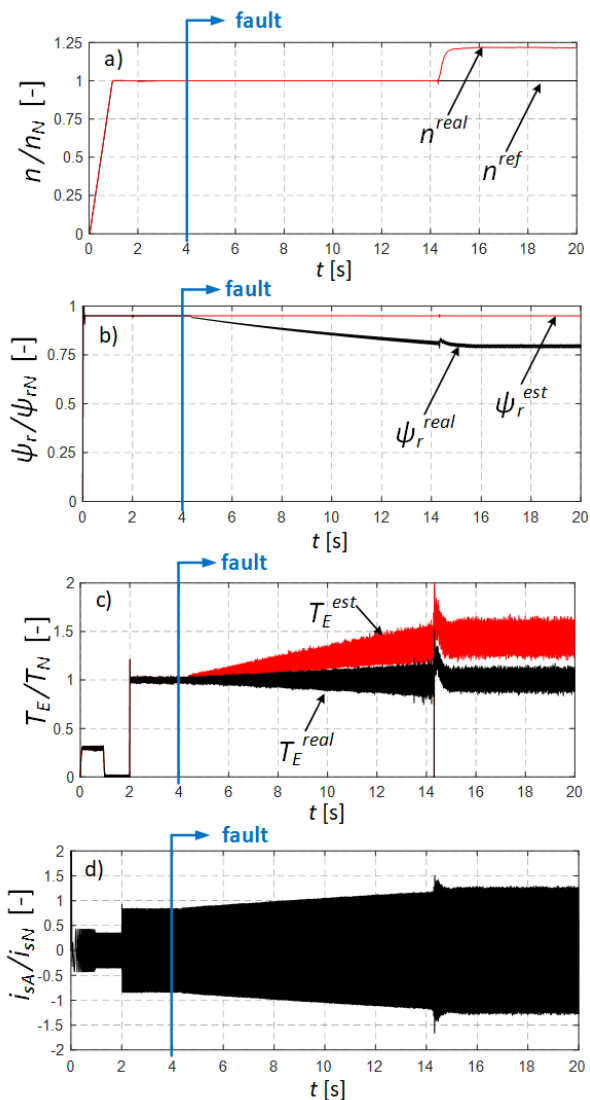 fault
a)
n/n_N [-]
1.25
1
0.75
0.5
0.25
0
n^real
n^ref
0 2 4 6 8 10 12 14 16 18 20
t [s]
fault
b)
ψ_r/ψ_rN [-]
1
0.75
0.5
0.25
0
ψ_r^real
ψ_r^est
0 2 4 6 8 10 12 14 16 18 20
t [s]
fault
c)
T_E/T_N [-]
2
1.5
1
0.5
0
T_E^est
T_E^real
0 2 4 6 8 10 12 14 16 18 20
t [s]
fault
d)
i_sA/i_sN [-]
2
1.5
1
0.5
0
-0.5
-1
-1.5
-2
0 2 4 6 8 10 12 14 16 18 20
t [s]